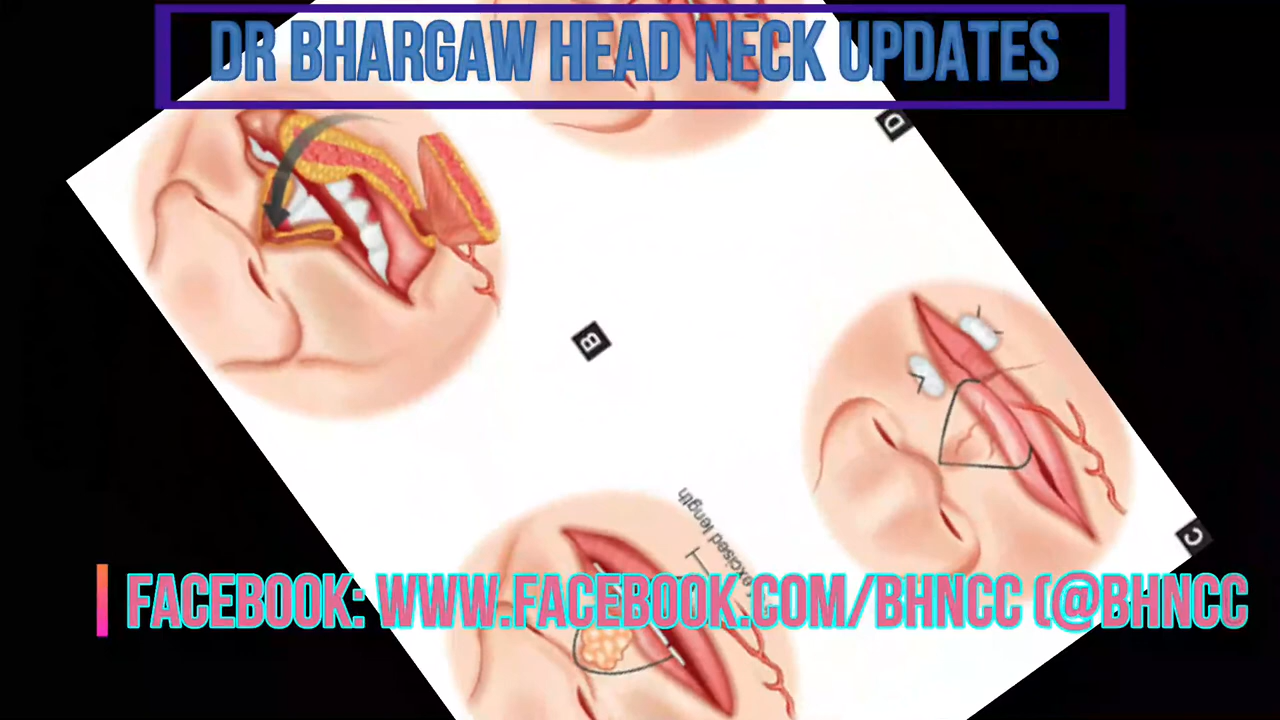 DR BHARGAW HEAD NECK UPDATES
D
B
excised length
C
FACEBOOK: WWW.FACEBOOK.COM/BHNCC (@BHNCC